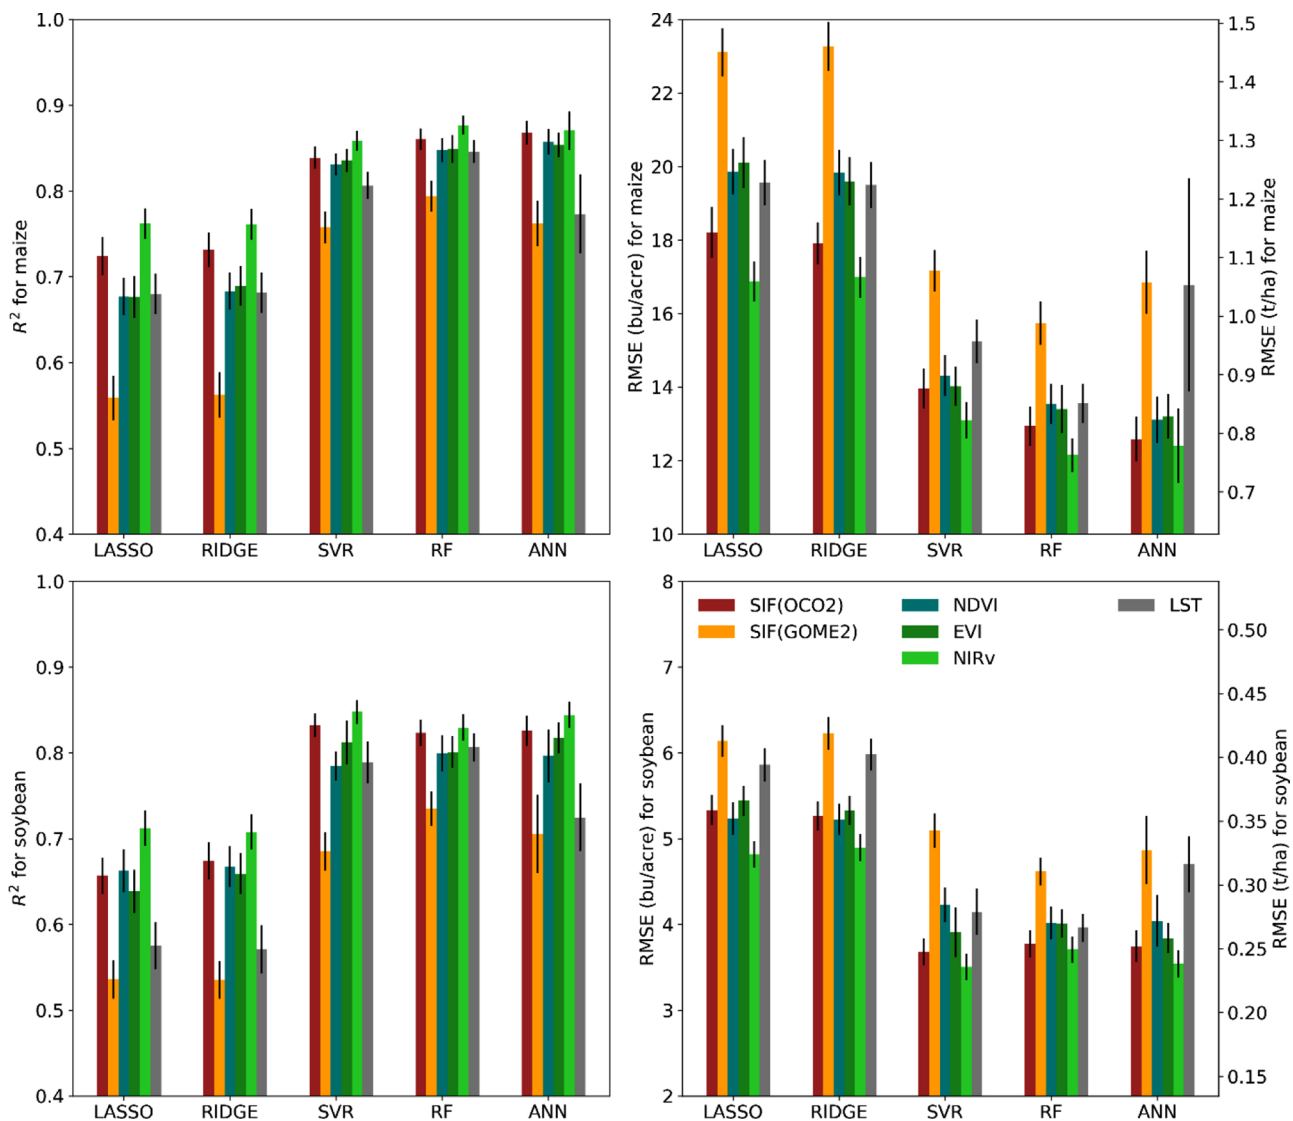 1.0
0.9
0.8
0.7
0.6
0.5
0.4
R² for maize
LASSO RIDGE SVR RF ANN
24
22
20
18
16
14
12
10
RMSE (bu/acre) for maize
1.5
1.4
1.3
1.2
1.1
1.0
0.9
0.8
0.7
RMSE (t/ha) for maize
LASSO RIDGE SVR RF ANN
1.0
0.9
0.8
0.7
0.6
0.5
0.4
R² for soybean
LASSO RIDGE SVR RF ANN
8
7
6
5
4
3
2
RMSE (bu/acre) for soybean
SIF(OCO2)
SIF(GOME2)
NDVI
EVI
NIRv
LST
0.50
0.45
0.40
0.35
0.30
0.25
0.20
0.15
RMSE (t/ha) for soybean
LASSO RIDGE SVR RF ANN